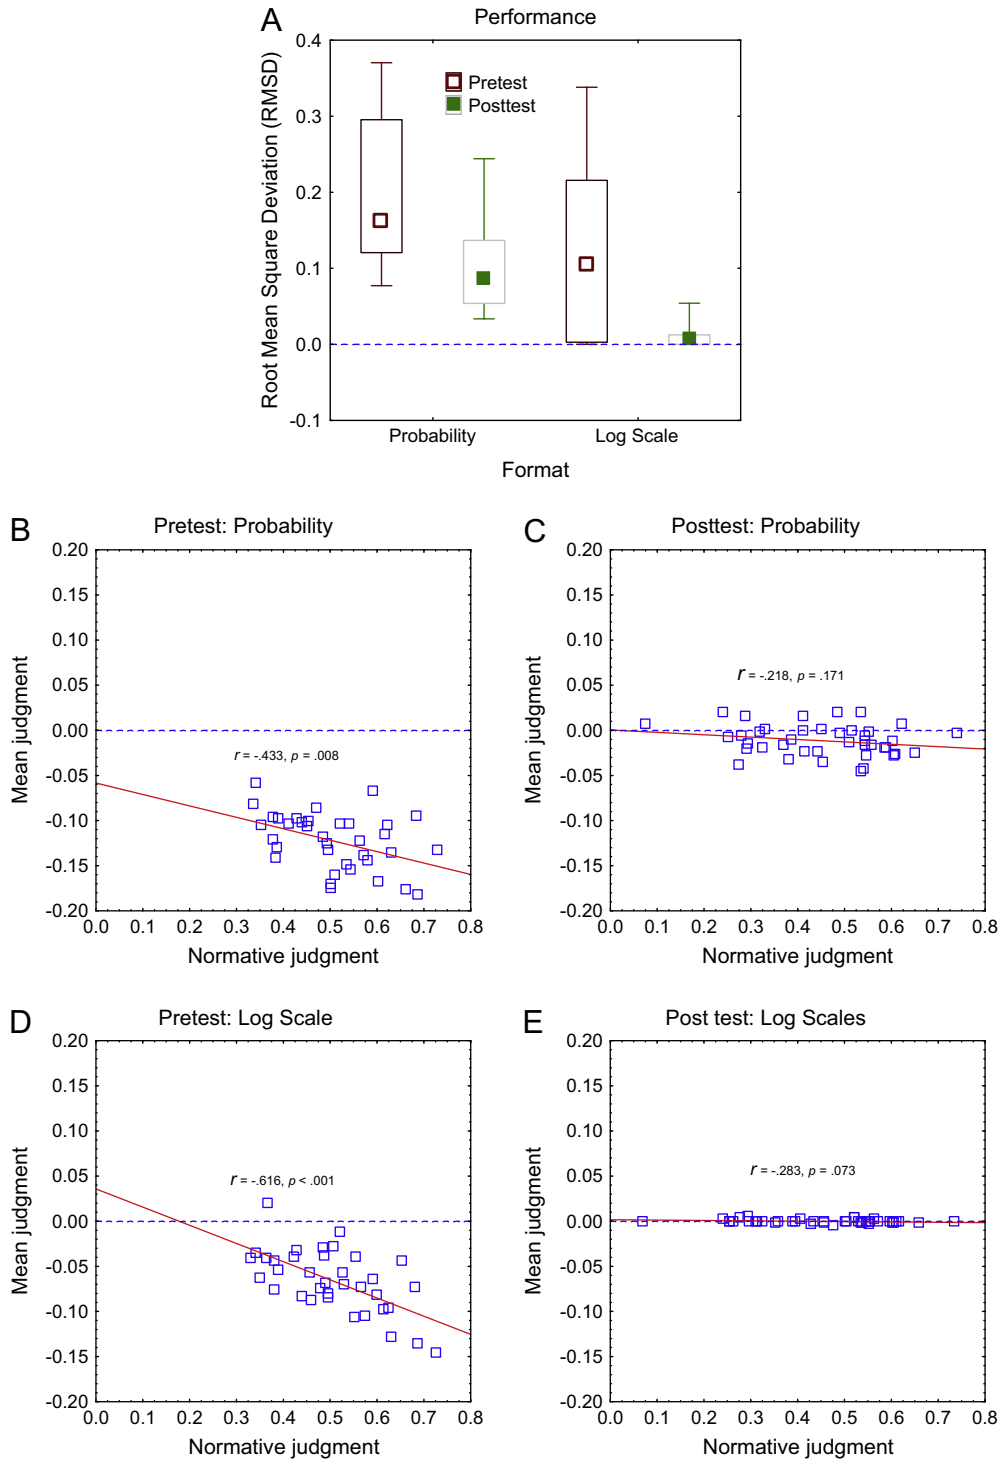 A
Performance
Root Mean Square Deviation (RMSD)
0.4
0.3
0.2
0.1
0.0
-0.1
Pretest
Posttest
Probability
Log Scale
Format
B
Pretest: Probability
Mean judgment
0.20
0.15
0.10
0.05
0.00
-0.05
-0.10
-0.15
-0.20
r = -.433, p = .008
0.0 0.1 0.2 0.3 0.4 0.5 0.6 0.7 0.8
Normative judgment
C
Posttest: Probability
Mean judgment
0.20
0.15
0.10
0.05
0.00
-0.05
-0.10
-0.15
-0.20
r = -.218, p = .171
0.0 0.1 0.2 0.3 0.4 0.5 0.6 0.7 0.8
Normative judgment
D
Pretest: Log Scale
Mean judgment
0.20
0.15
0.10
0.05
0.00
-0.05
-0.10
-0.15
-0.20
r = -.616, p < .001
0.0 0.1 0.2 0.3 0.4 0.5 0.6 0.7 0.8
Normative judgment
E
Post test: Log Scales
Mean judgment
0.20
0.15
0.10
0.05
0.00
-0.05
-0.10
-0.15
-0.20
r = -.283, p = .073
0.0 0.1 0.2 0.3 0.4 0.5 0.6 0.7 0.8
Normative judgment